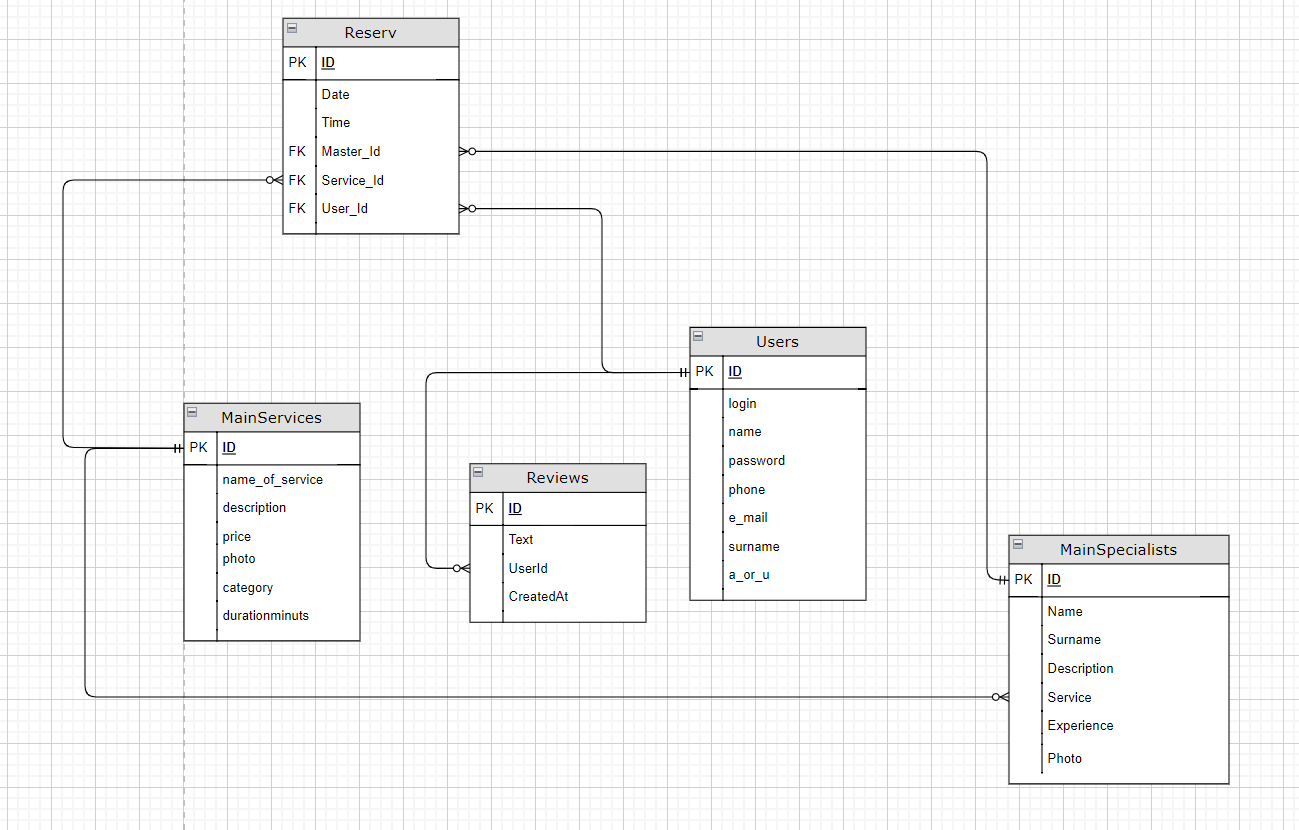 Reserv
PK ID
Date
Time
FK Master_Id
FK Service_Id
FK User_Id
Users
PK ID
login
name
password
phone
e_mail
surname
a_or_u
MainServices
PK ID
name_of_service
description
price
photo
category
durationminuts
Reviews
PK ID
Text
UserId
CreatedAt
MainSpecialists
PK ID
Name
Surname
Description
Service
Experience
Photo